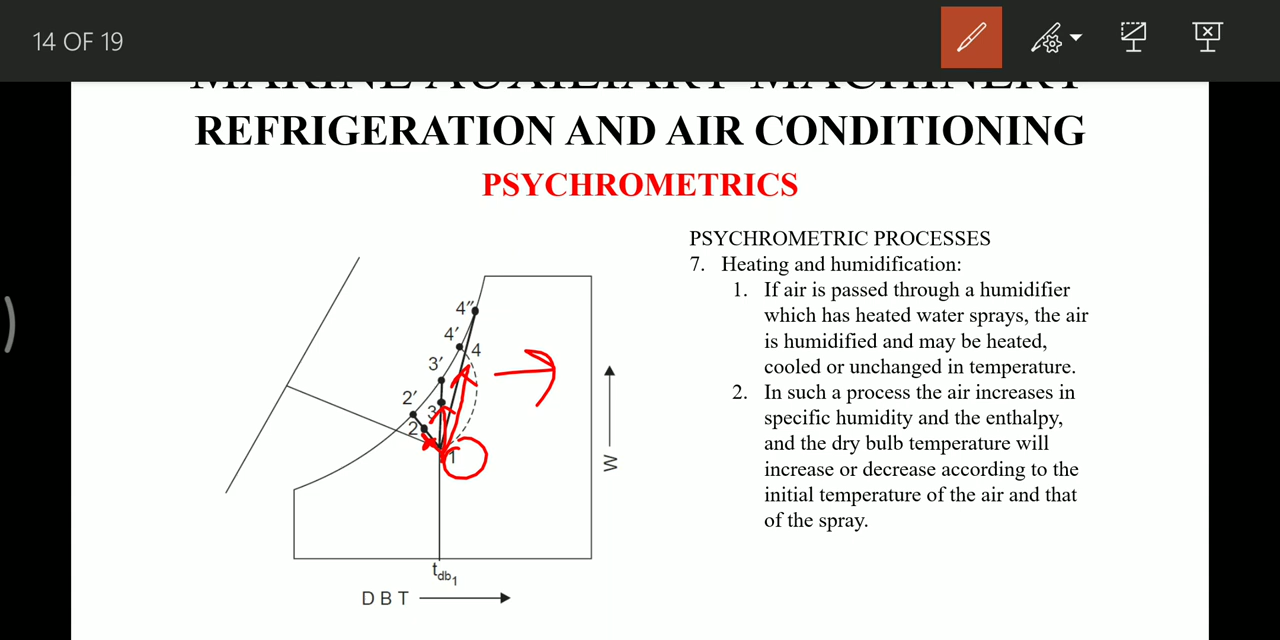 14 OF 19
MARINE AUXILIARY MACHINERY
REFRIGERATION AND AIR CONDITIONING
PSYCHROMETRICS
PSYCHROMETRIC PROCESSES
7. Heating and humidification:
1. If air is passed through a humidifier
which has heated water sprays, the air
is humidified and may be heated,
cooled or unchanged in temperature.
2. In such a process the air increases in
specific humidity and the enthalpy,
and the dry bulb temperature will
increase or decrease according to the
initial temperature of the air and that
of the spray.
4″
4′
4
3′
2′
3
2
1
W
tdb1
DBT